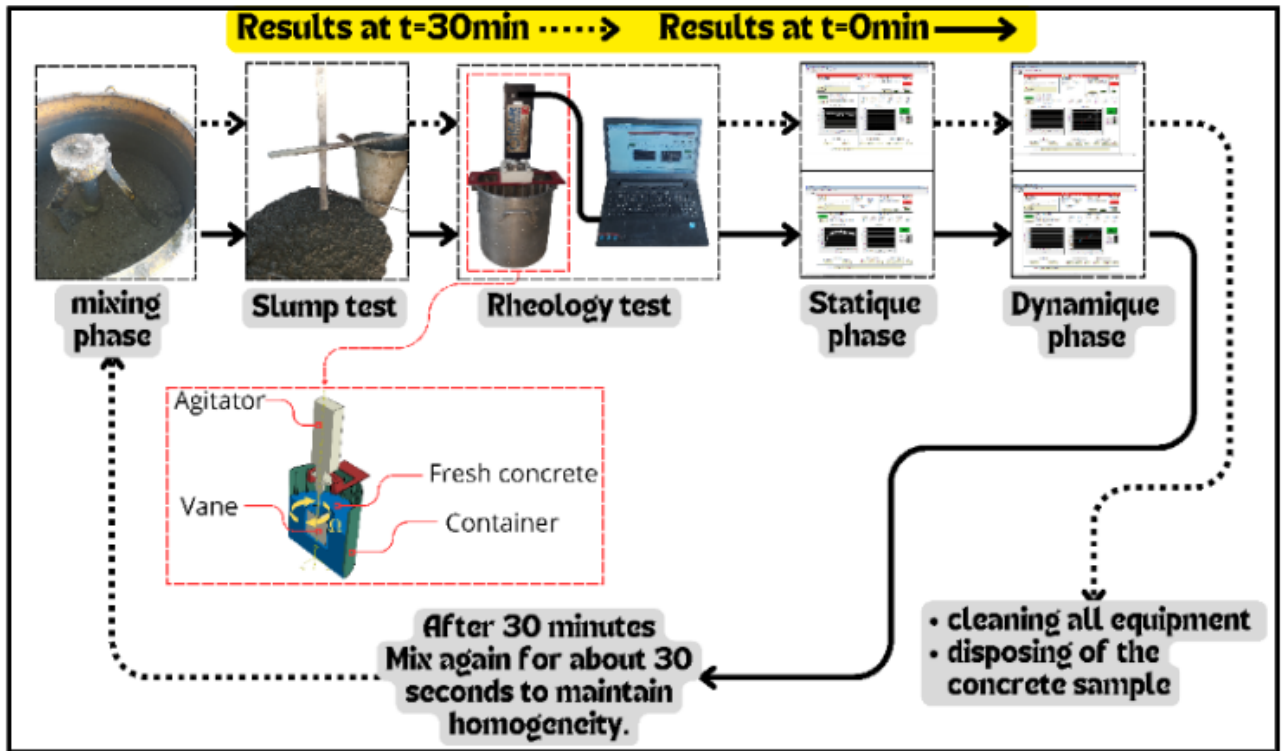 Results at t=30min
Results at t=0min
mixing
phase
Slump test
Rheology test
Statique
phase
Dynamique
phase
Agitator
Fresh concrete
Vane
Ω
Container
After 30 minutes
Mix again for about 30
seconds to maintain
homogeneity.
• cleaning all equipment
• disposing of the
concrete sample